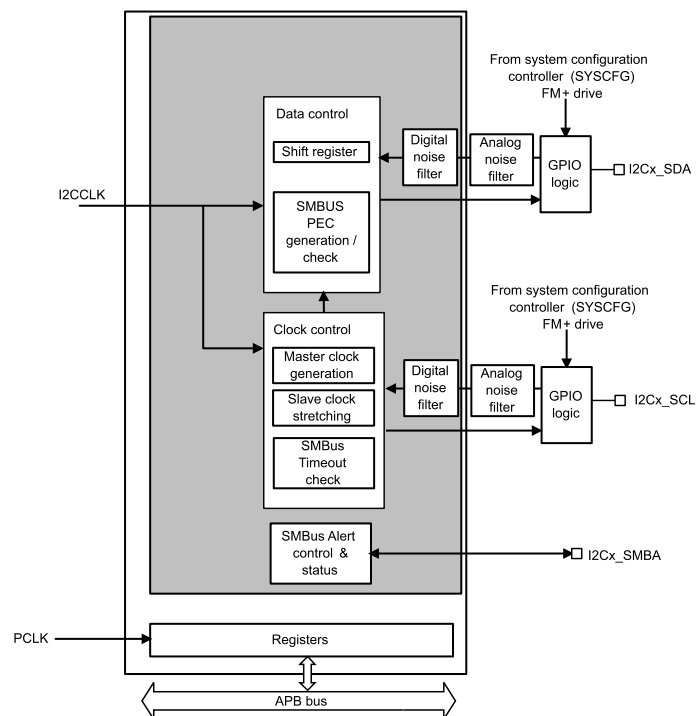 From system configuration
controller (SYSCFG)
FM+ drive
Data control
Shift register
Digital
noise
filter
Analog
noise
filter
GPIO
logic
I2Cx_SDA
I2CCLK
SMBUS
PEC
generation /
check
From system configuration
controller (SYSCFG)
FM+ drive
Clock control
Master clock
generation
Slave clock
stretching
SMBus
Timeout
check
Digital
noise
filter
Analog
noise
filter
GPIO
logic
I2Cx_SCL
SMBus Alert
control &
status
I2Cx_SMBA
PCLK
Registers
APB bus